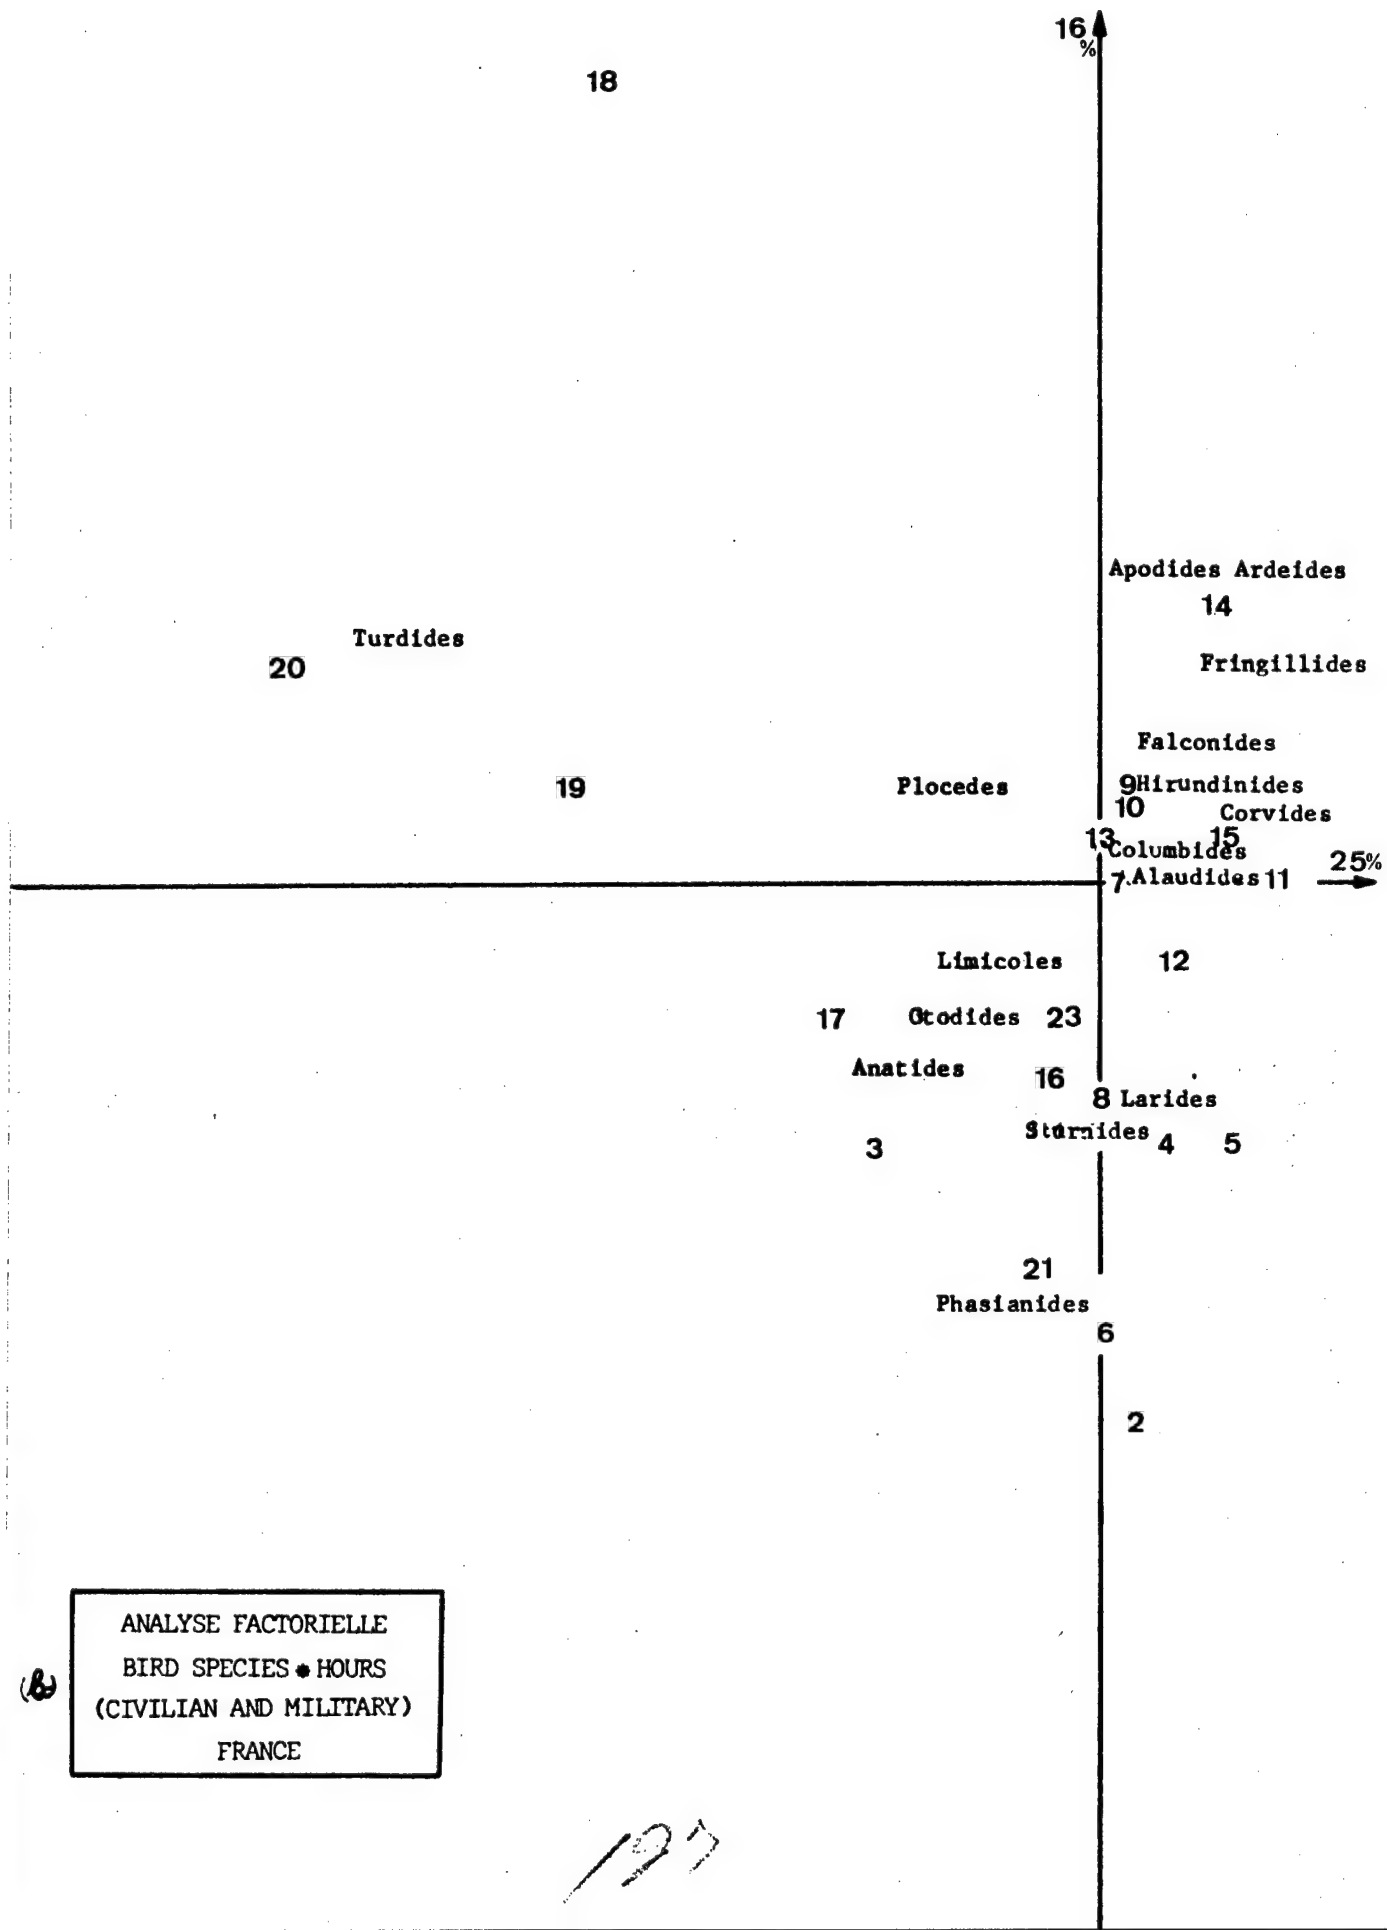 16
%
18
Apodides Ardeides
14
Turdides
20
Fringillides
Falconides
19
Plocedes
9Hirundinides
10
Corvides
13
15
Columbides
25%
7.Alaudides 11
Limicoles
12
17
Otodides
23
Anatides
16
8 Larides
Sturnides
4
5
3
21
Phasianides
6
2
ANALYSE FACTORIELLE
BIRD SPECIES * HOURS
(b)
(CIVILIAN AND MILITARY)
FRANCE
197